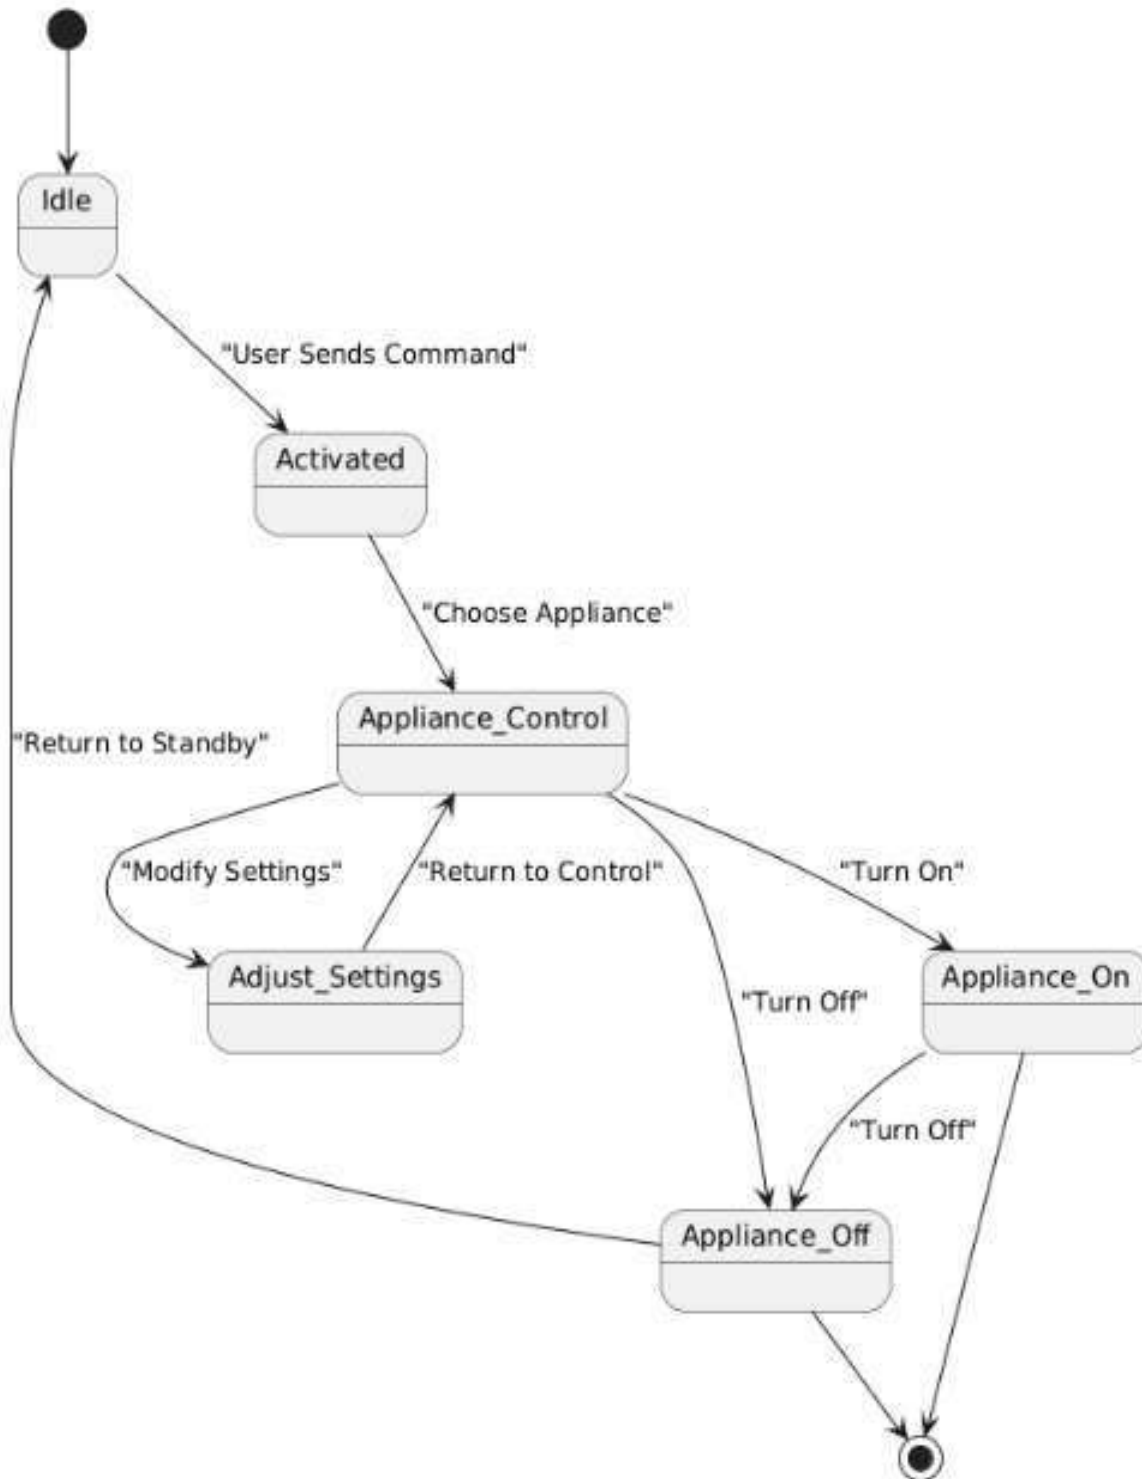 Idle
"User Sends Command"
Activated
"Choose Appliance"
Appliance_Control
"Return to Standby"
"Modify Settings"
"Return to Control"
"Turn On"
Adjust_Settings
Appliance_On
"Turn Off"
"Turn Off"
Appliance_Off